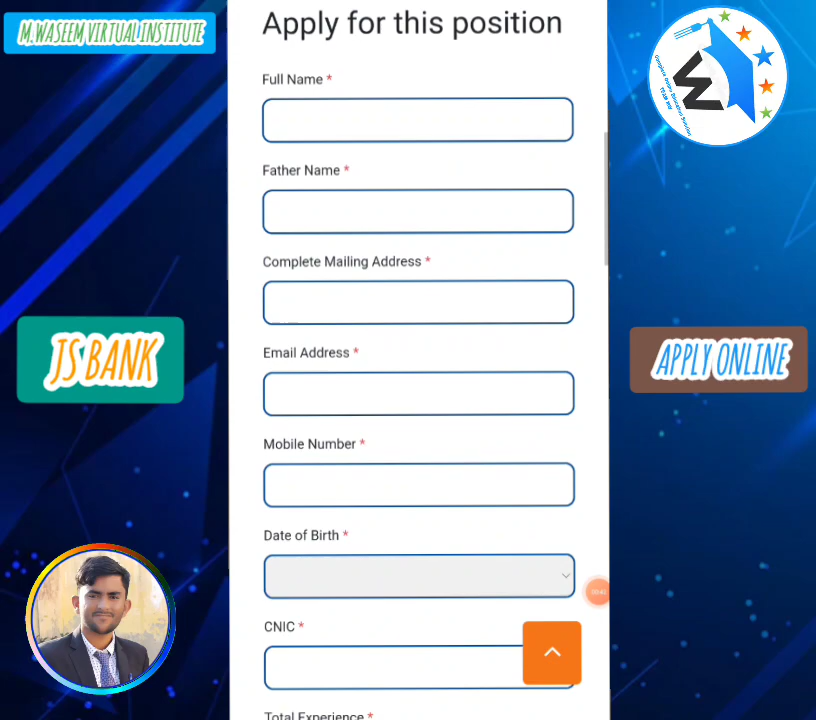 M.WASEEM VIRTUAL INSTITUTE
Apply for this position
Full Name *
Father Name *
Complete Mailing Address *
JS BANK
APPLY ONLINE
Email Address *
Mobile Number *
Date of Birth *
CNIC *
Total Experience *